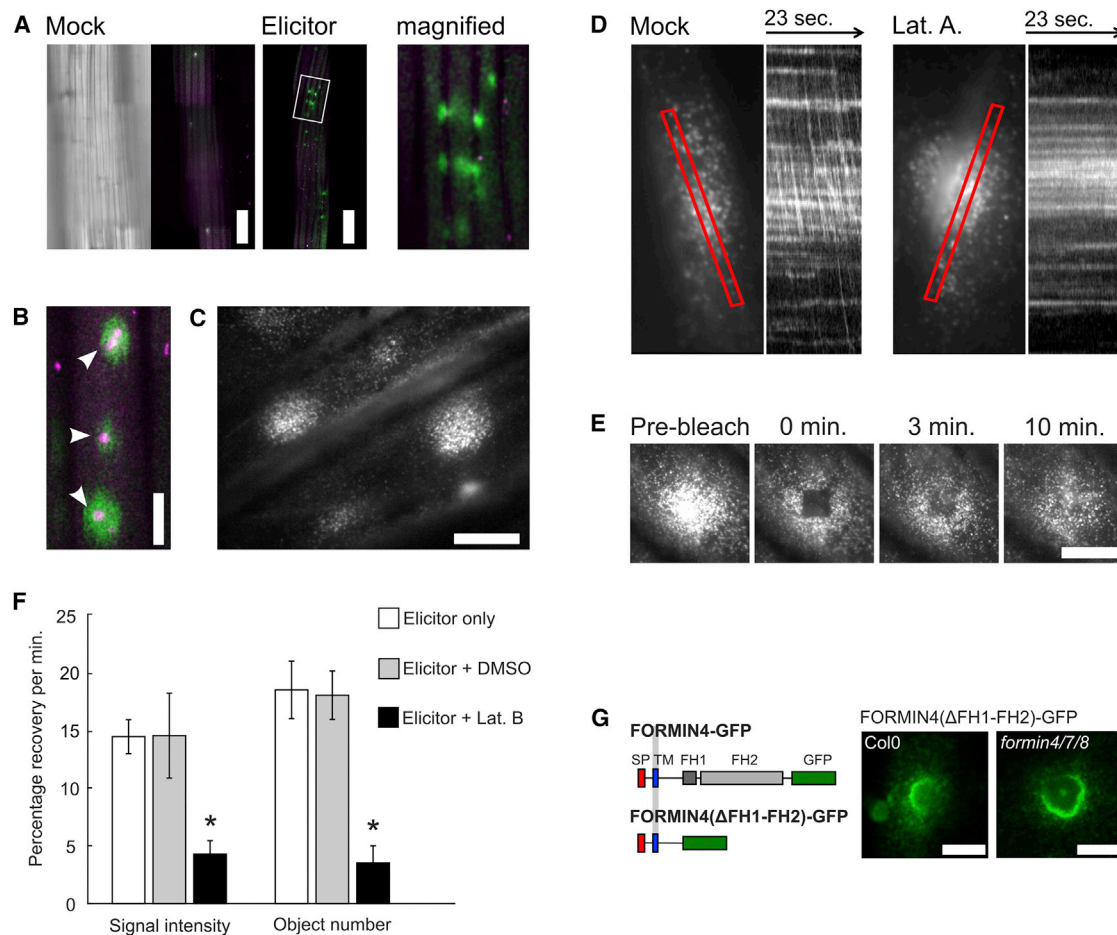 A
Mock
Elicitor
magnified
B
C
D
23 sec.
Mock
23 sec.
Lat. A.
E
Pre-bleach
0 min.
3 min.
10 min.
F
Percentage recovery per min.
25
20
15
10
5
0
Elicitor only
Elicitor + DMSO
Elicitor + Lat. B
*
*
Signal intensity
Object number
G
FORMIN4-GFP
SP TM FH1 FH2 GFP
FORMIN4(ΔFH1-FH2)-GFP
FORMIN4(ΔFH1-FH2)-GFP
Col0
formin4/7/8